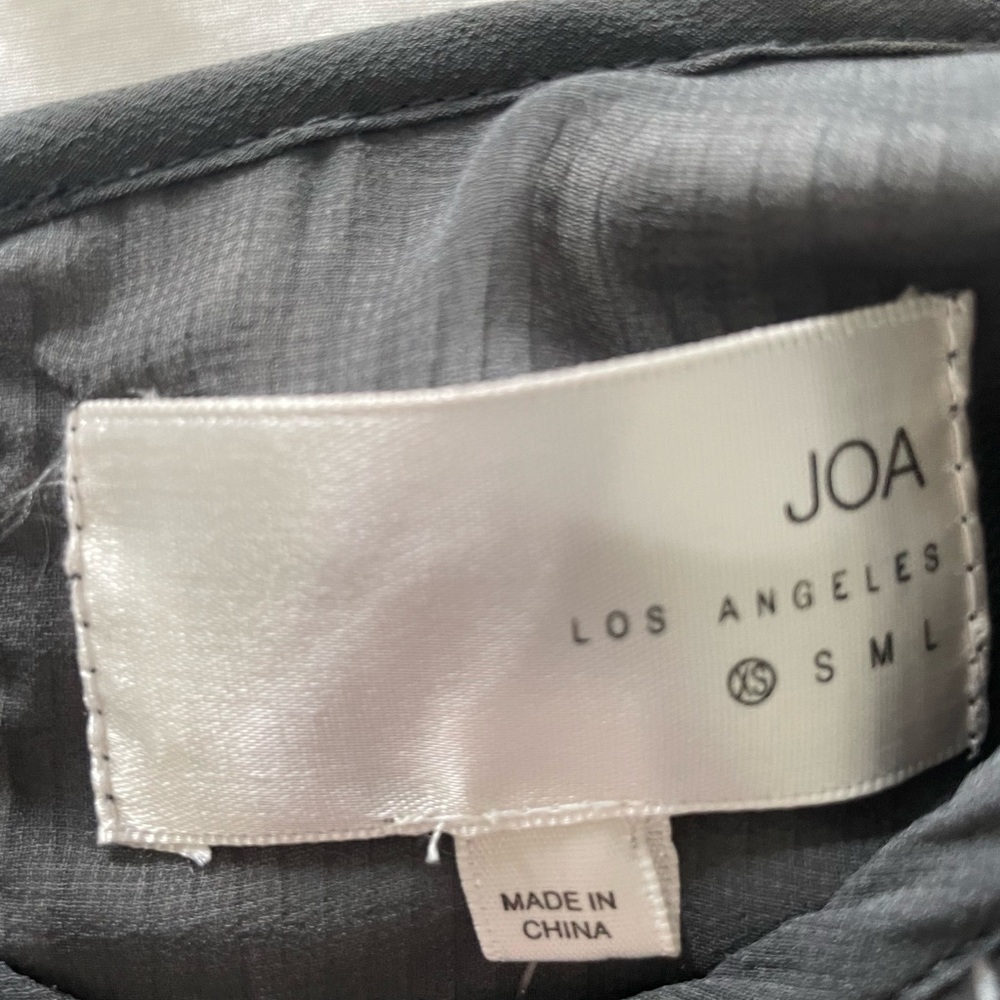 JOA
LOS ANGELES
XS S M L
MADE IN
CHINA